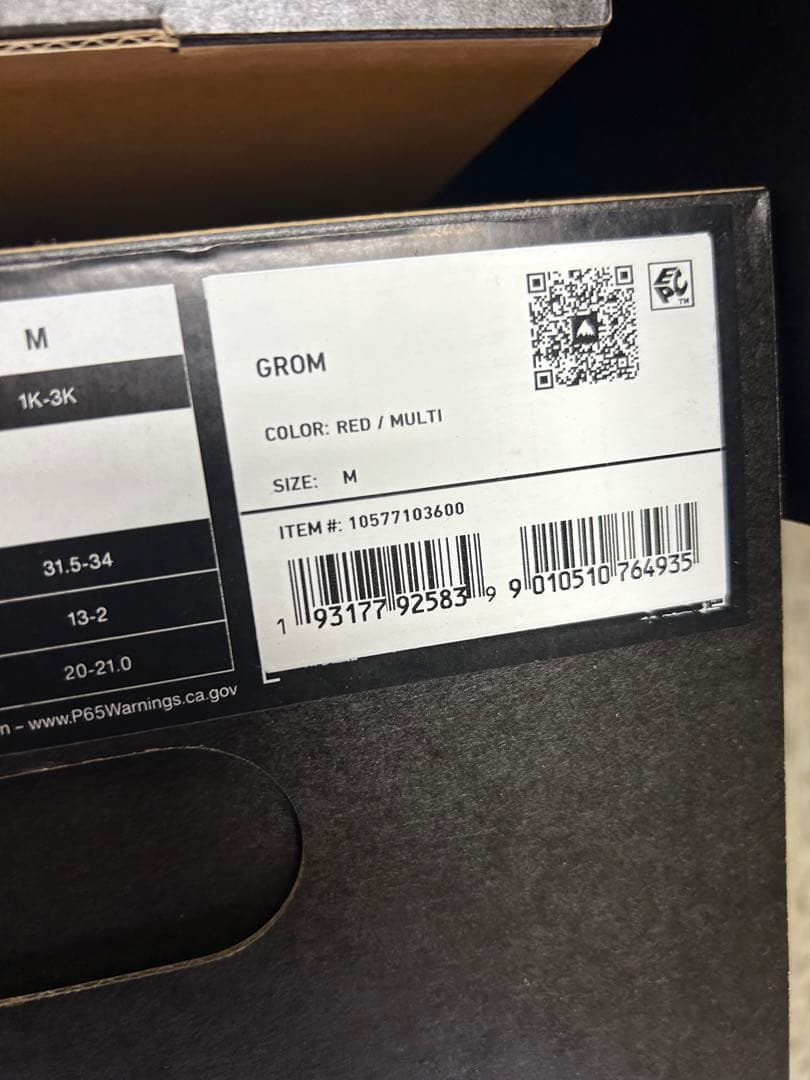 M
1K-3K
31.5-34
13-2
20-21.0
n – www.P65Warnings.ca.gov
GROM
COLOR: RED / MULTI
SIZE: M
ITEM #: 10577103600
1 93177 92583 9
9 010510 764935
EPC™